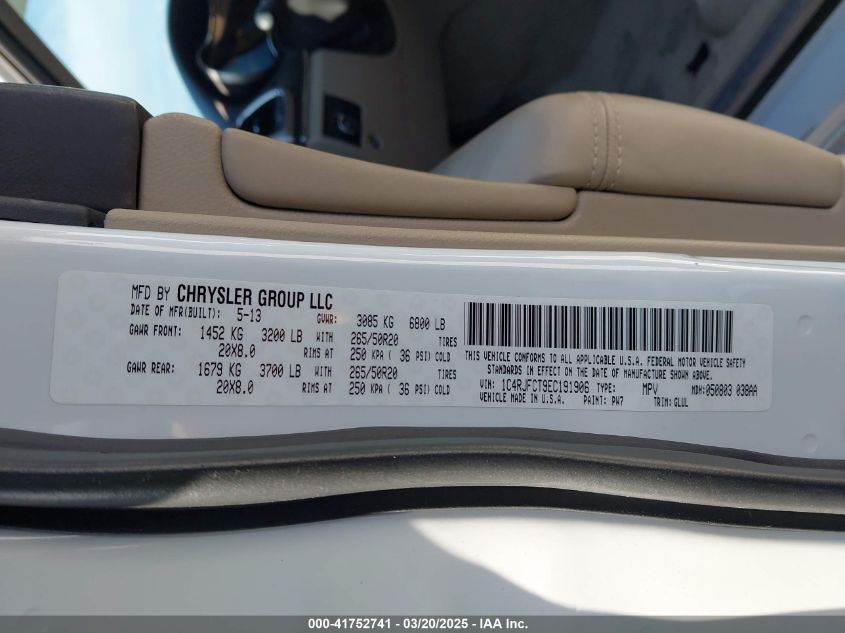 MFD BY CHRYSLER GROUP LLC
DATE OF MFR(BUILT): 5-13 GVWR: 3085 KG 6800 LB
GAWR FRONT: 1452 KG 3200 LB WITH 265/50R20 TIRES
20X8.0 RIMS AT 250 KPA ( 36 PSI) COLD
GAWR REAR: 1679 KG 3700 LB WITH 265/50R20 TIRES
20X8.0 RIMS AT 250 KPA ( 36 PSI) COLD
THIS VEHICLE CONFORMS TO ALL APPLICABLE U.S.A. FEDERAL MOTOR VEHICLE SAFETY
STANDARDS IN EFFECT ON THE DATE OF MANUFACTURE SHOWN ABOVE.
VIN: 1C4RJFCT9EC191906 TYPE: MPV MDH:050803 038AA
VEHICLE MADE IN U.S.A. PAINT: PW7 TRIM: GLUL
000-41752741 - 03/20/2025 - IAA Inc.